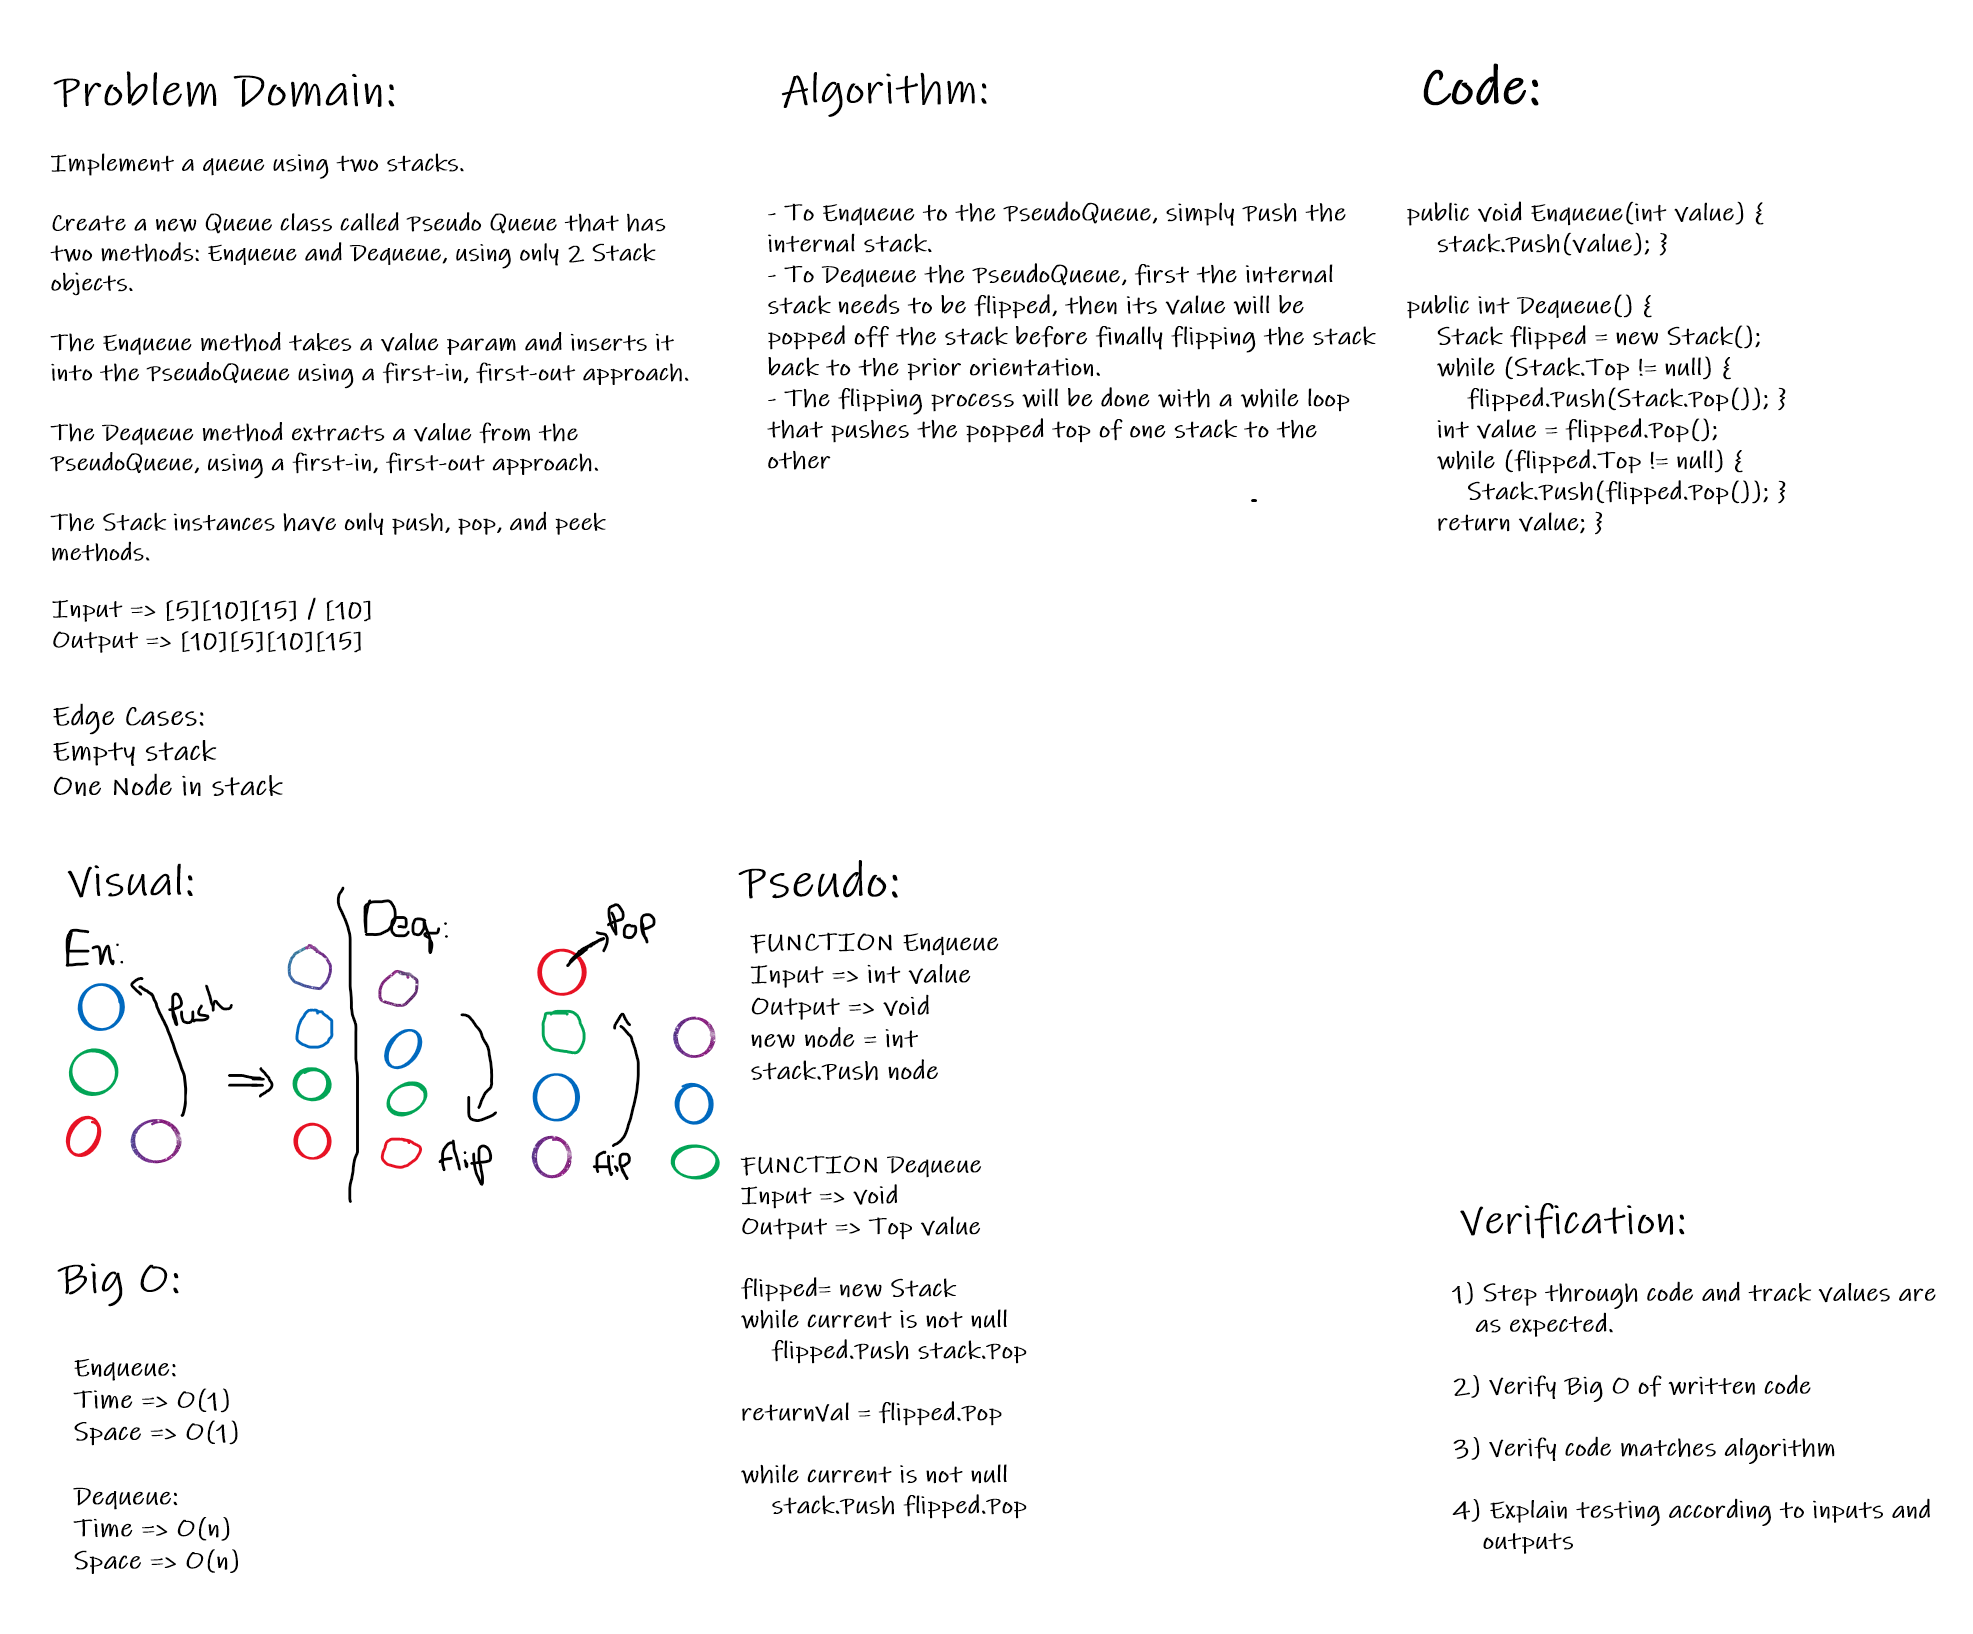 Problem Domain:
Implement a queue using two stacks.
Create a new Queue class called Pseudo Queue that has
two methods: Enqueue and Dequeue, using only 2 Stack
objects.
The Enqueue method takes a value param and inserts it
into the PseudoQueue using a first-in, first-out approach.
The Dequeue method extracts a value from the
PseudoQueue, using a first-in, first-out approach.
The Stack instances have only push, pop, and peek
methods.
Input => [5][10][15] / [10]
Output => [10][5][10][15]
Edge Cases:
Empty stack
One Node in stack
Algorithm:
- To Enqueue to the PseudoQueue, simply Push the
internal stack.
- To Dequeue the PseudoQueue, first the internal
stack needs to be flipped, then its value will be
popped off the stack before finally flipping the stack
back to the prior orientation.
- The flipping process will be done with a while loop
that pushes the popped top of one stack to the
other
Code:
public void Enqueue(int value) {
stack.Push(value); }
public int Dequeue() {
Stack flipped = new Stack();
while (Stack.Top != null) {
flipped.Push(Stack.Pop()); }
int value = flipped.Pop();
while (flipped.Top != null) {
Stack.Push(flipped.Pop()); }
return value; }
Visual:
En:
Push
Deq:
Flip
Pop
Flip
Big O:
Enqueue:
Time => O(1)
Space => O(1)
Dequeue:
Time => O(n)
Space => O(n)
Pseudo:
FUNCTION Enqueue
Input => int value
Output => void
new node = int
stack.Push node
FUNCTION Dequeue
Input => void
Output => Top value
flipped= new Stack
while current is not null
flipped.Push stack.Pop
returnVal = flipped.Pop
while current is not null
stack.Push flipped.Pop
Verification:
1) Step through code and track values are
as expected.
2) Verify Big O of written code
3) Verify code matches algorithm
4) Explain testing according to inputs and
outputs